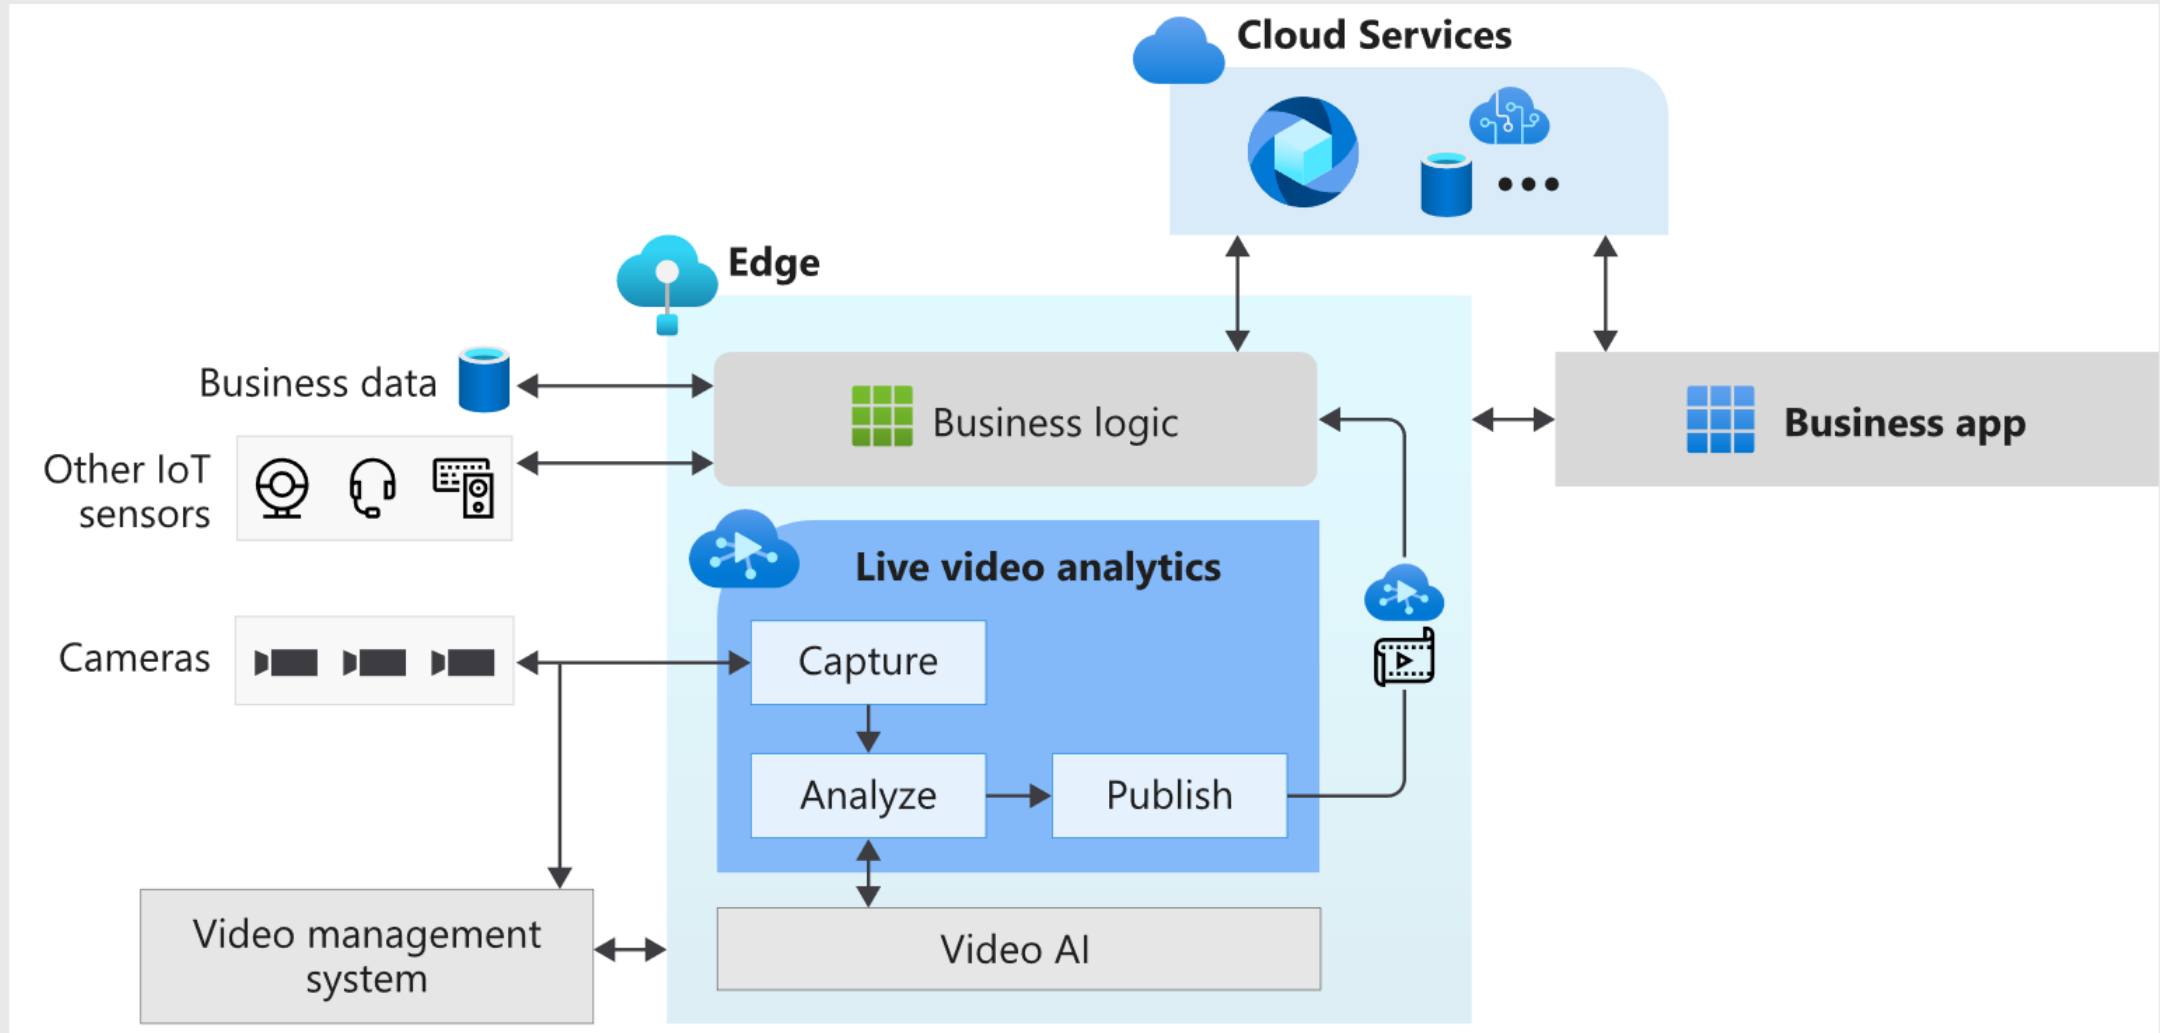 Cloud Services
Edge
Business data
Business logic
Business app
Other IoT
sensors
Live video analytics
Cameras
Capture
Analyze
Publish
Video management
system
Video AI